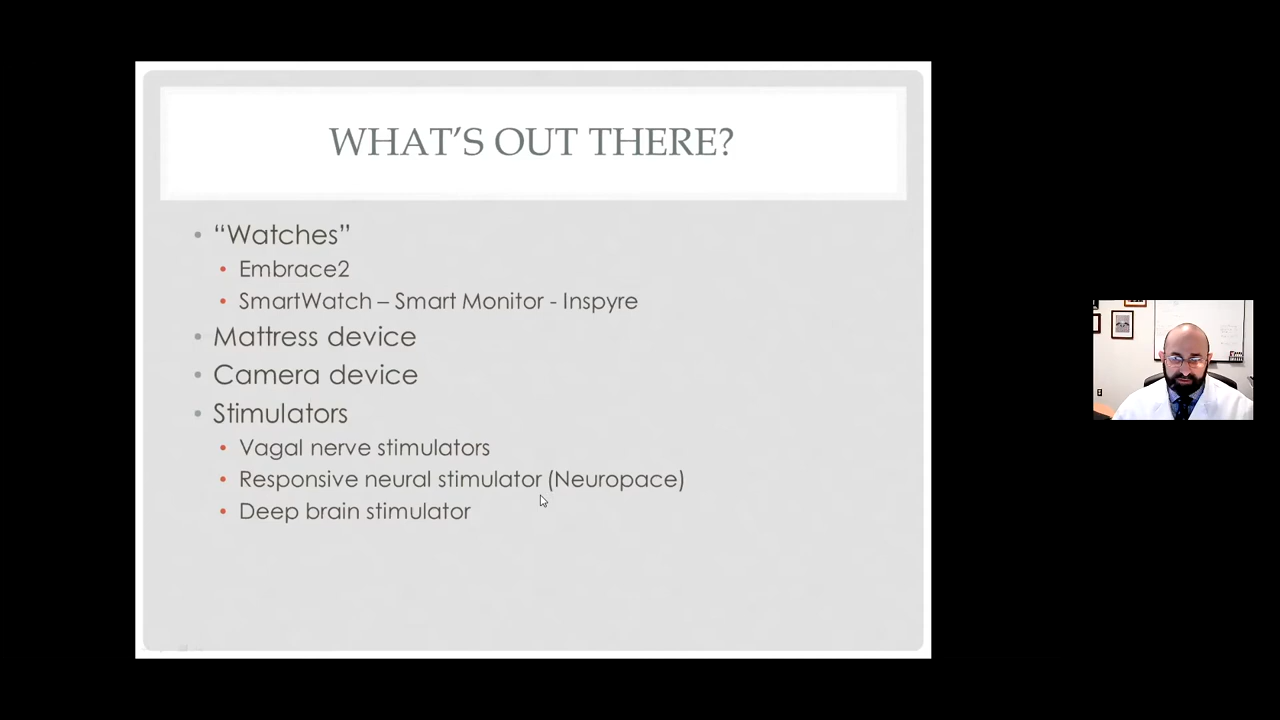 WHAT'S OUT THERE?
• “Watches”
• Embrace2
• SmartWatch – Smart Monitor - Inspyre
• Mattress device
• Camera device
• Stimulators
• Vagal nerve stimulators
• Responsive neural stimulator (Neuropace)
• Deep brain stimulator